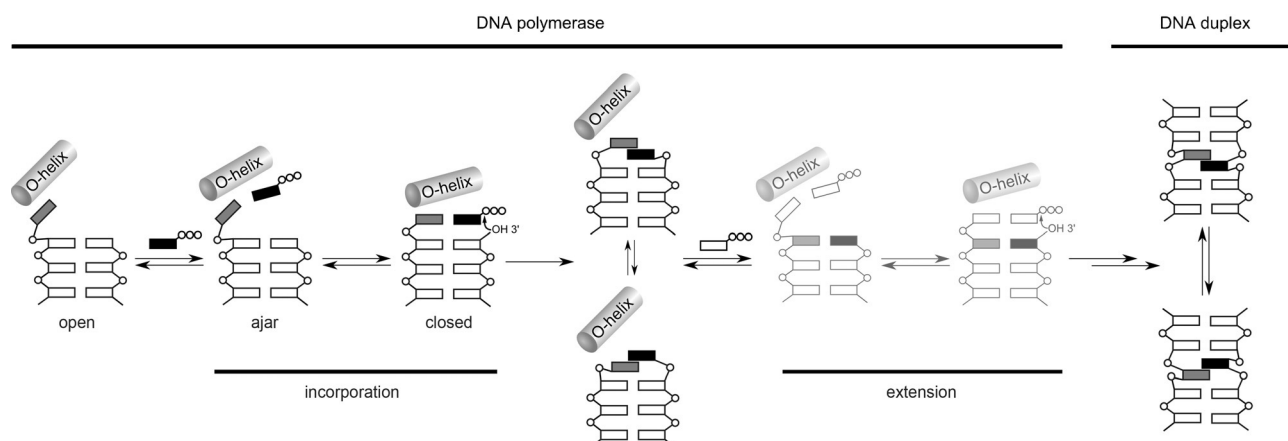 DNA polymerase
DNA duplex
O-helix
O-helix
O-helix
O-helix
O-helix
O-helix
O-helix
OH 3'
OH 3'
open
ajar
closed
incorporation
extension